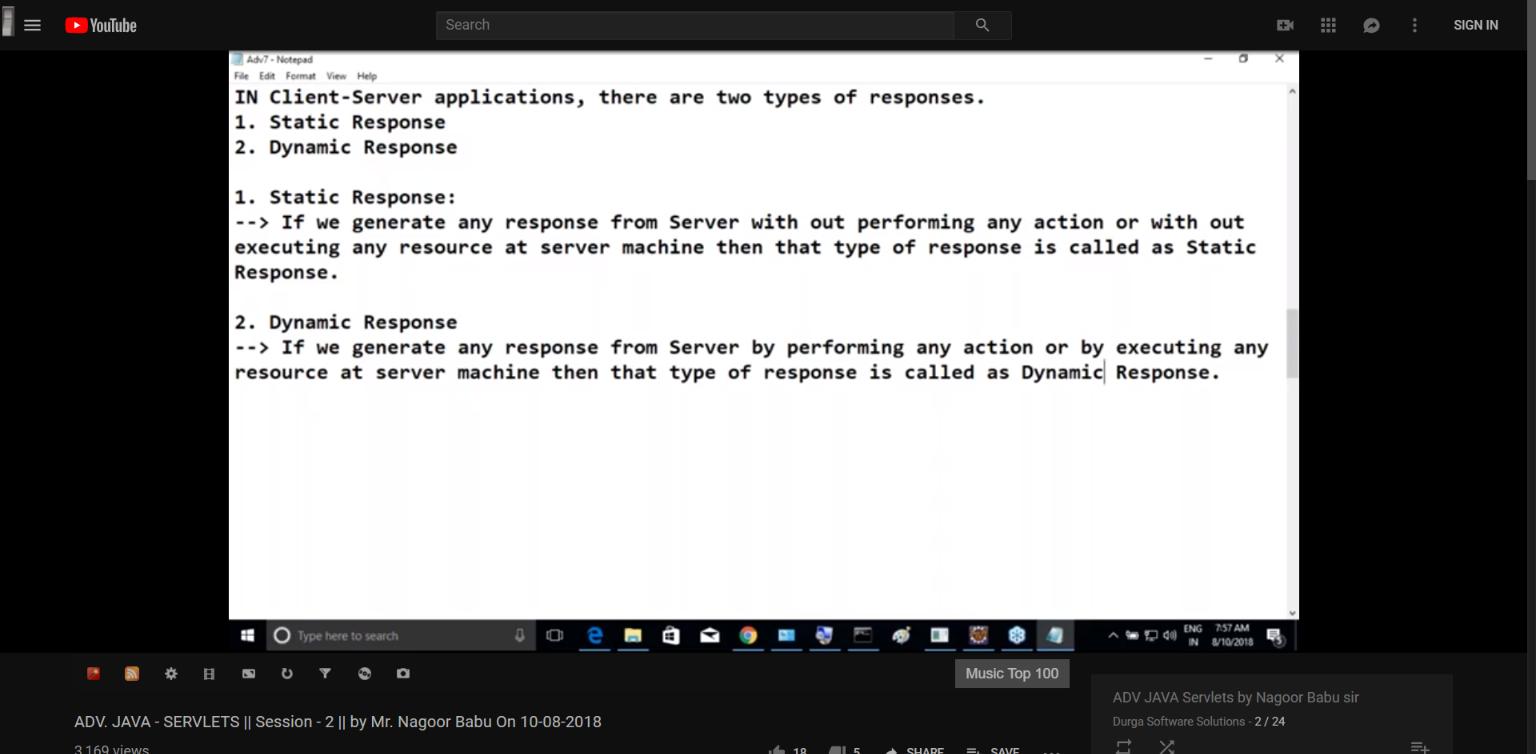 YouTube
Search
SIGN IN
Adv7 - Notepad
File Edit Format View Help
IN Client-Server applications, there are two types of responses.
1. Static Response
2. Dynamic Response
1. Static Response:
--> If we generate any response from Server with out performing any action or with out
executing any resource at server machine then that type of response is called as Static
Response.
2. Dynamic Response
--> If we generate any response from Server by performing any action or by executing any
resource at server machine then that type of response is called as Dynamic Response.
Type here to search
ENG
IN
7:57 AM
8/10/2018
Music Top 100
ADV. JAVA - SERVLETS || Session - 2 || by Mr. Nagoor Babu On 10-08-2018
3,169 views
18
5
SHARE
SAVE
ADV JAVA Servlets by Nagoor Babu sir
Durga Software Solutions - 2 / 24